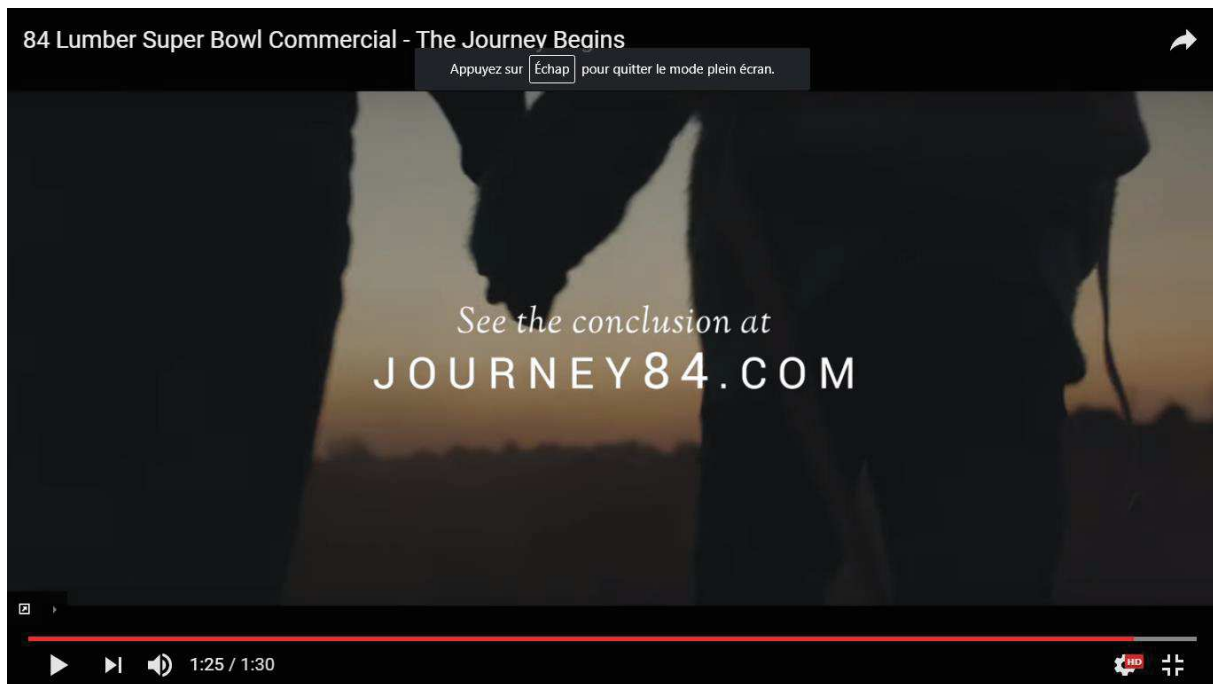 84 Lumber Super Bowl Commercial - The Journey Begins
Appuyez sur Échap pour quitter le mode plein écran.
See the conclusion at
JOURNEY84.COM
1:25 / 1:30
HD